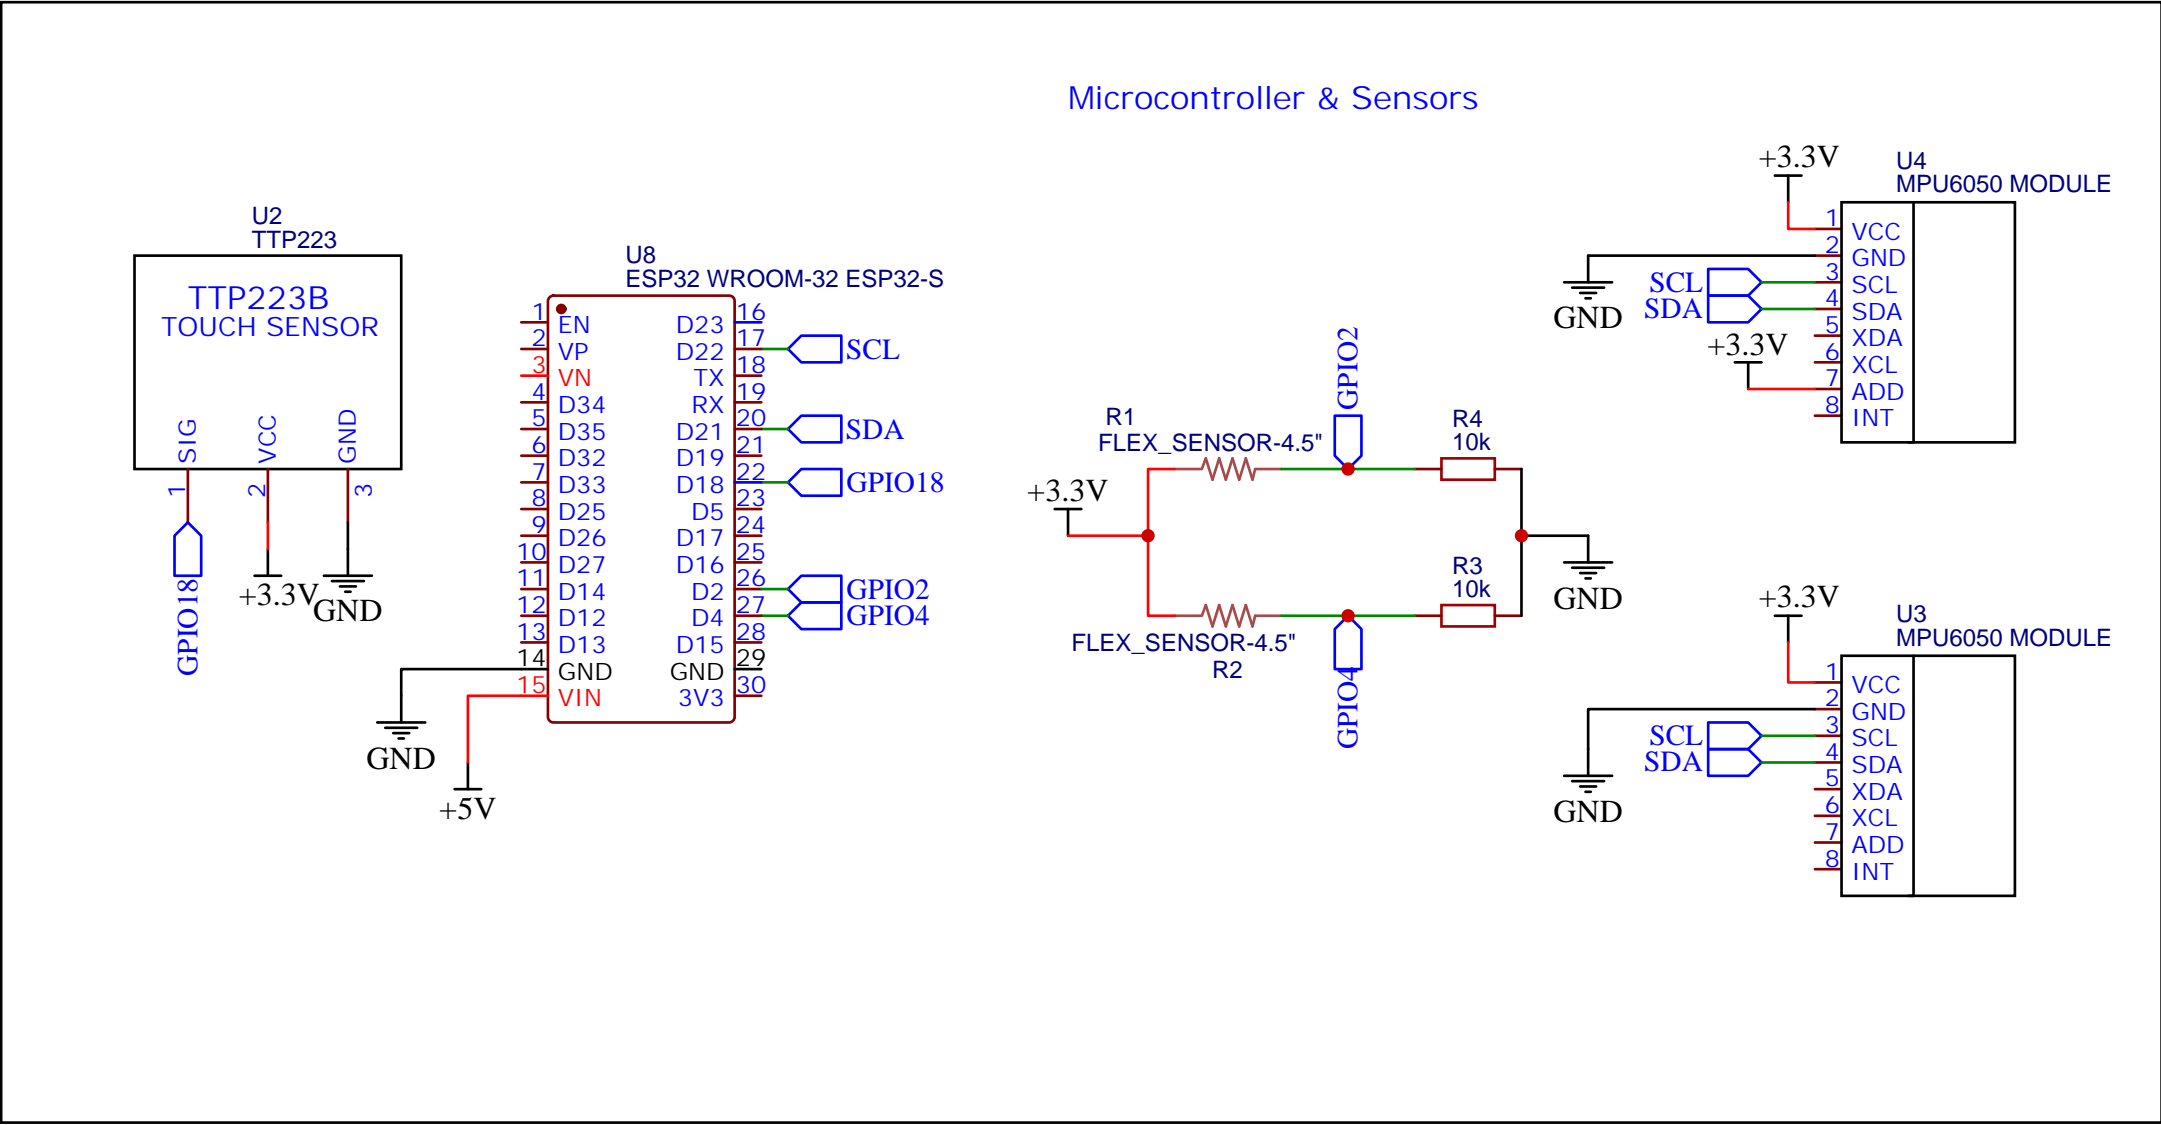 Microcontroller & Sensors
U2
TTP223
TTP223B
TOUCH SENSOR
SIG
VCC
GND
1
2
3
GPIO18
+3.3V
GND
U8
ESP32 WROOM-32 ESP32-S
1 EN
2 VP
3 VN
4 D34
5 D35
6 D32
7 D33
8 D25
9 D26
10 D27
11 D14
12 D12
13 D13
14 GND
15 VIN
D23 16
D22 17 SCL
TX 18
RX 19
D21 20 SDA
D19 21
D18 22 GPIO18
D5 23
D17 24
D16 25
D2 26 GPIO2
D4 27 GPIO4
D15 28
GND 29
3V3 30
GND
+5V
+3.3V
R1
FLEX_SENSOR-4.5"
GPIO2
R4
10k
R3
10k
FLEX_SENSOR-4.5"
R2
GPIO4
GND
+3.3V
U4
MPU6050 MODULE
1 VCC
2 GND
SCL 3 SCL
SDA 4 SDA
5 XDA
6 XCL
7 ADD
8 INT
GND
+3.3V
+3.3V
U3
MPU6050 MODULE
1 VCC
2 GND
SCL 3 SCL
SDA 4 SDA
5 XDA
6 XCL
7 ADD
8 INT
GND